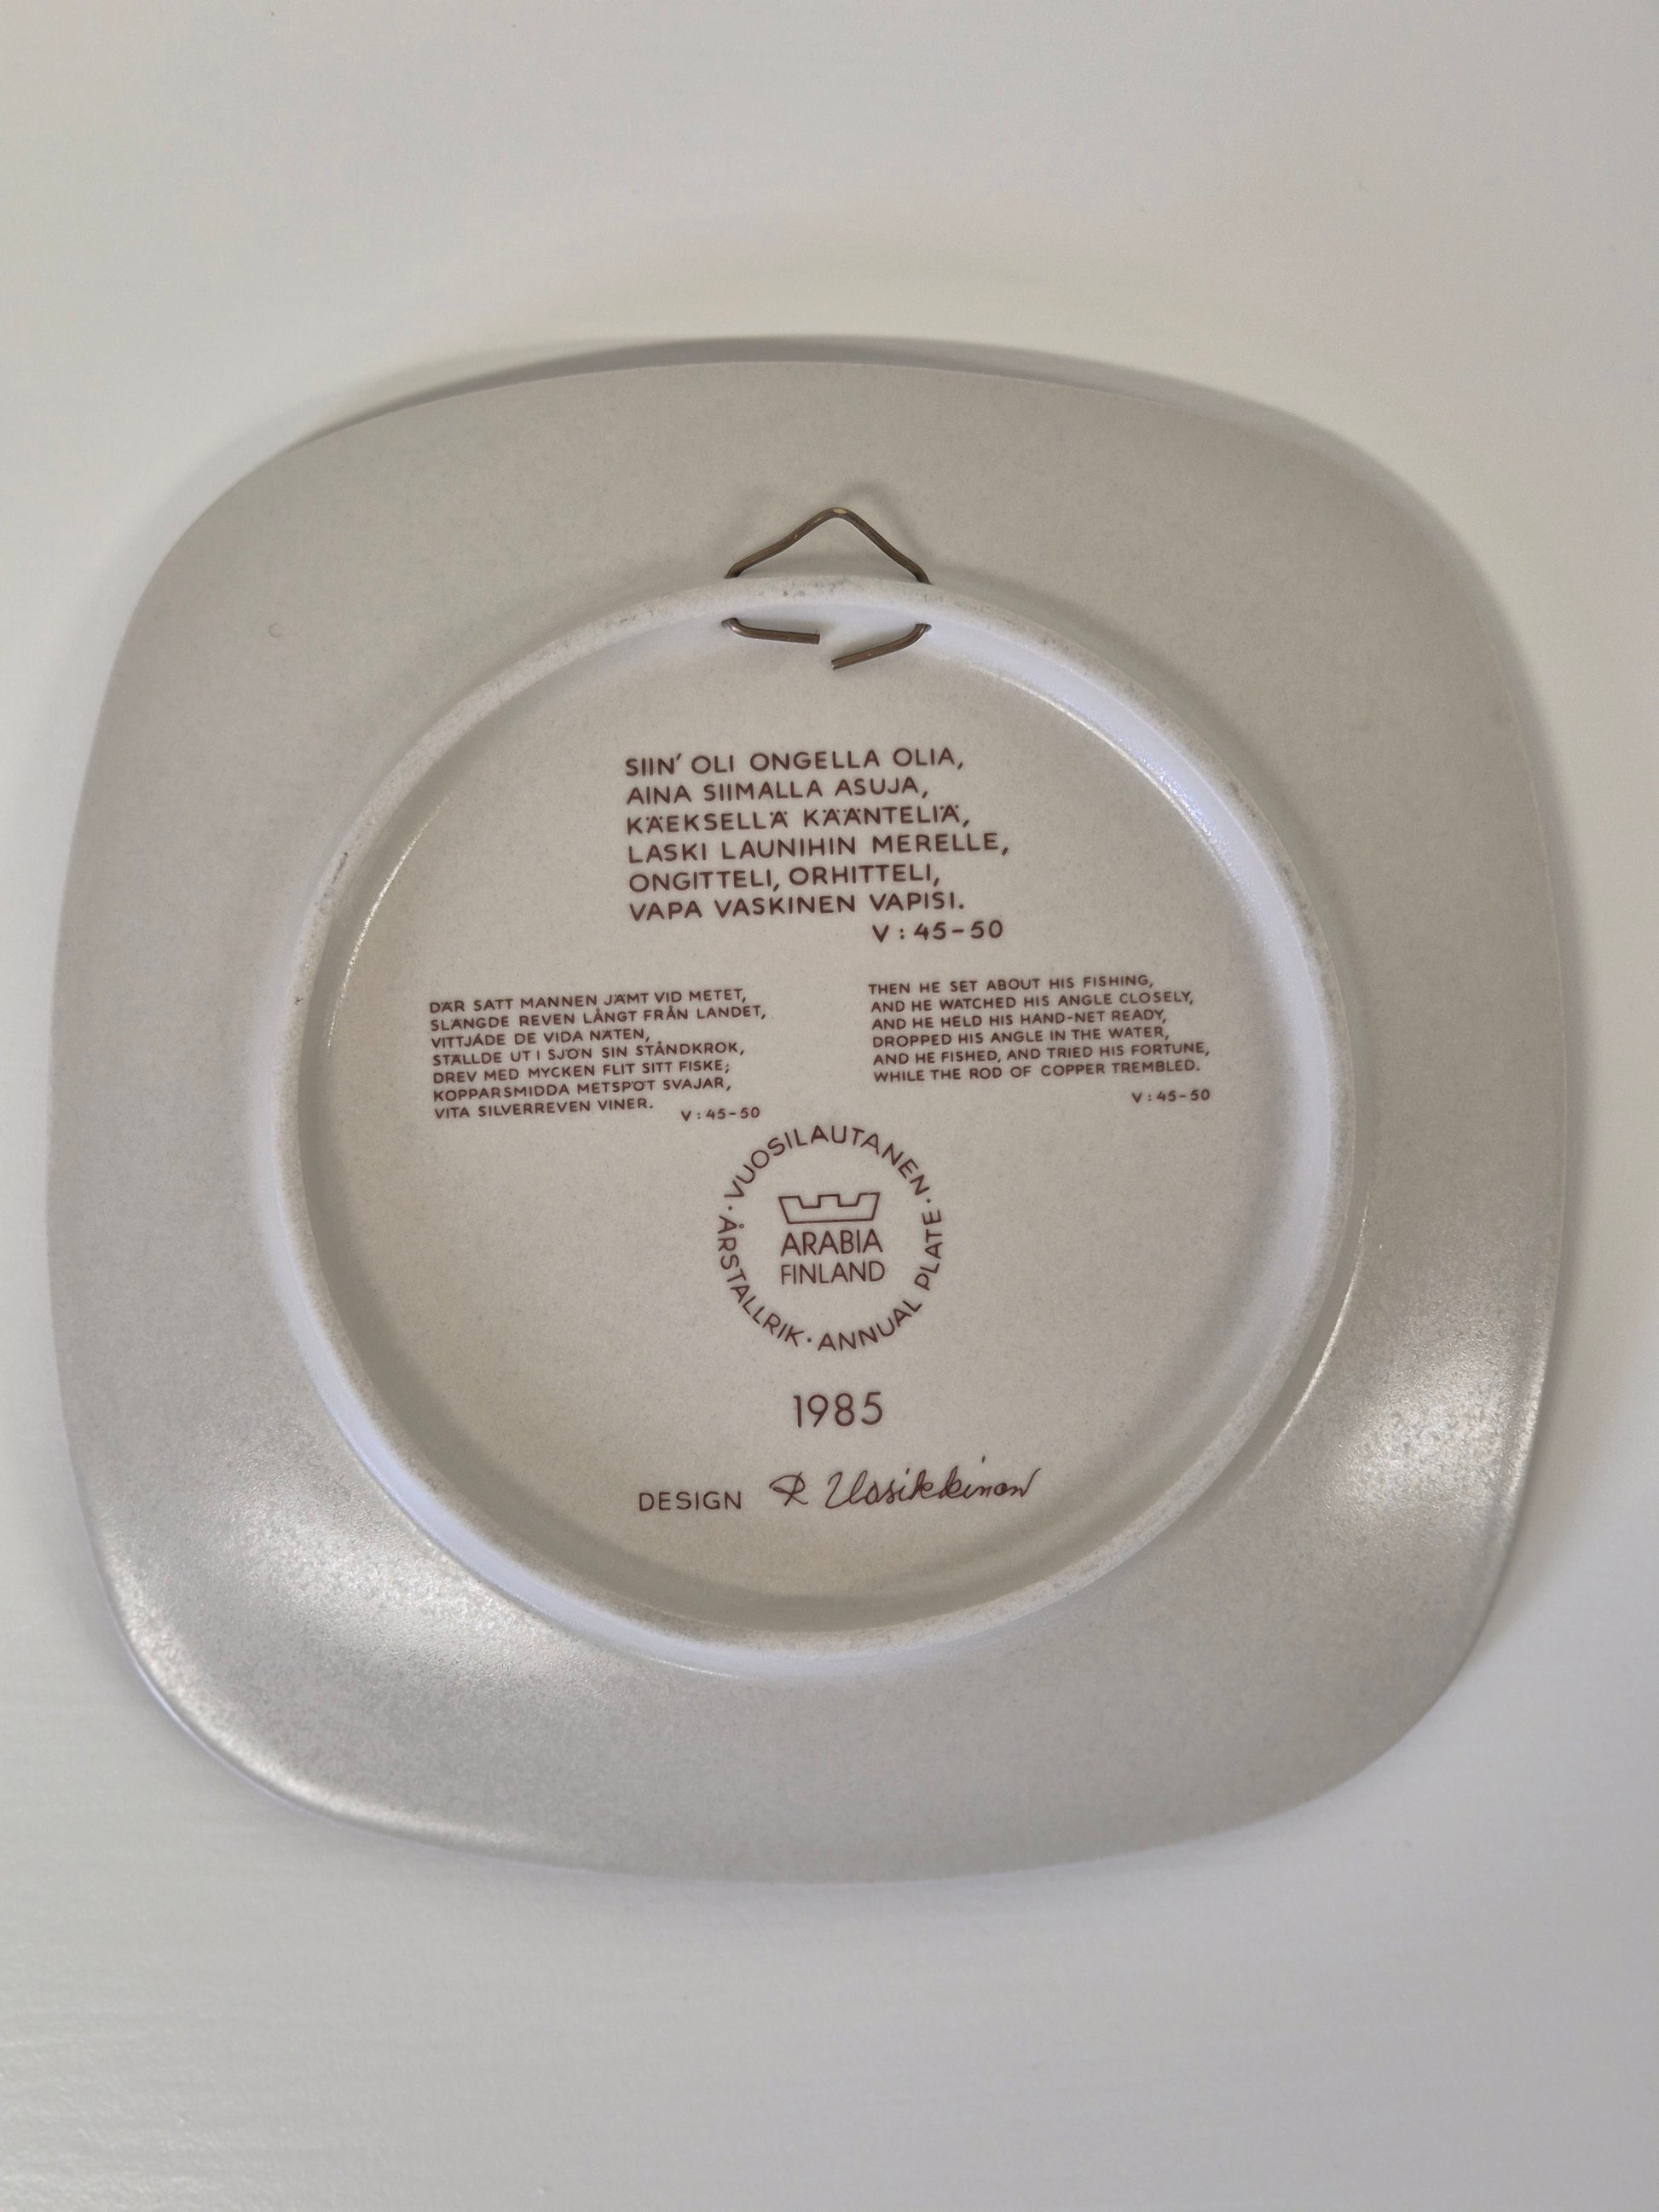 SIIN' OLI ONGELLA OLIA,
AINA SIIMALLA ASUJA,
KÄEKSELLÄ KÄÄNTELIÄ,
LASKI LAUNIHIN MERELLE,
ONGITTELI, ORHITTELI,
VAPA VASKINEN VAPISI.
V : 45-50
DÄR SATT MANNEN JÄMT VID METET,
SLÄNGDE REVEN LÅNGT FRÅN LANDET,
VITTJADE DE VIDA NÄTEN,
STÄLLDE UT I SJÖN SIN STÅNDKROK,
DREV MED MYCKEN FLIT SITT FISKE;
KOPPARSMIDDA METSPÖT SVAJAR,
VITA SILVERREVEN VINER.
V : 45-50
THEN HE SET ABOUT HIS FISHING,
AND HE WATCHED HIS ANGLE CLOSELY,
AND HE HELD HIS HAND-NET READY,
DROPPED HIS ANGLE IN THE WATER,
AND HE FISHED, AND TRIED HIS FORTUNE,
WHILE THE ROD OF COPPER TREMBLED.
V : 45-50
· VUOSILAUTANEN · ANNUAL PLATE · ÅRSTALLRIK
ARABIA
FINLAND
1985
DESIGN R Uosikkinen